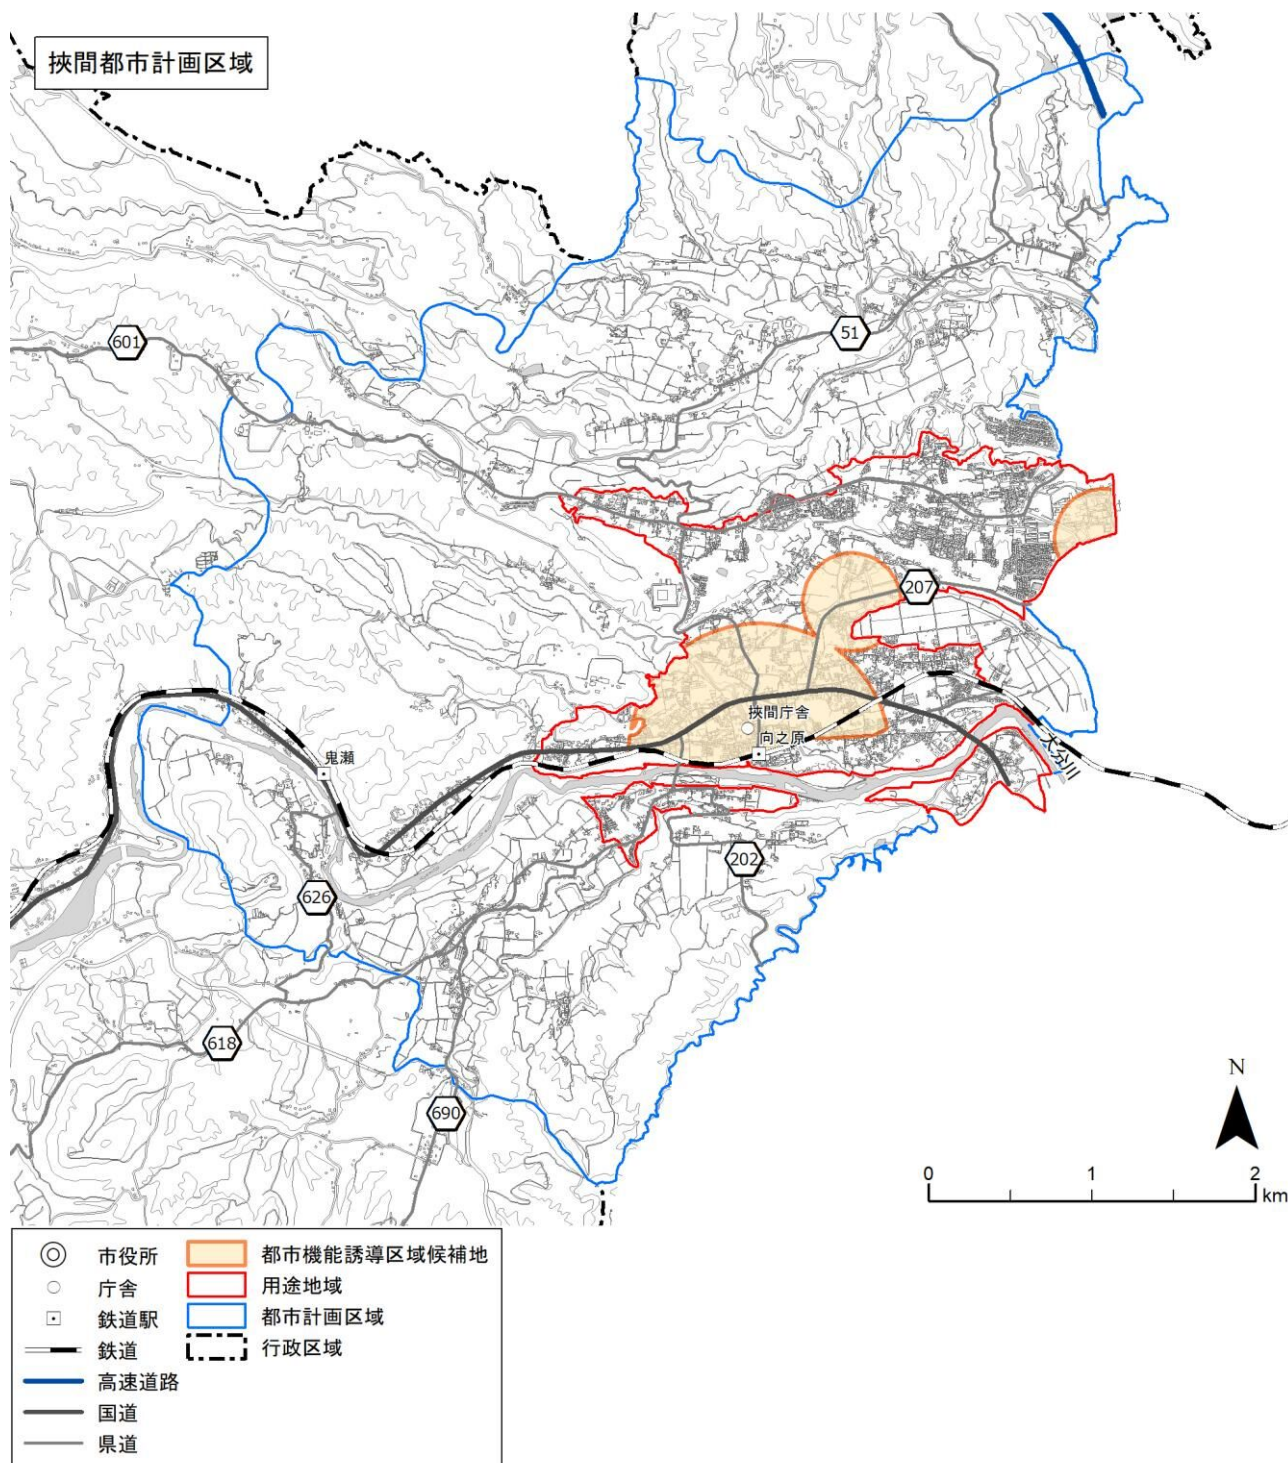 挾間都市計画区域
601
51
207
挾間庁舎
向之原
大分川
鬼瀬
202
626
618
690
N
0 1 2
km
市役所
庁舎
鉄道駅
鉄道
高速道路
国道
県道
都市機能誘導区域候補地
用途地域
都市計画区域
行政区域